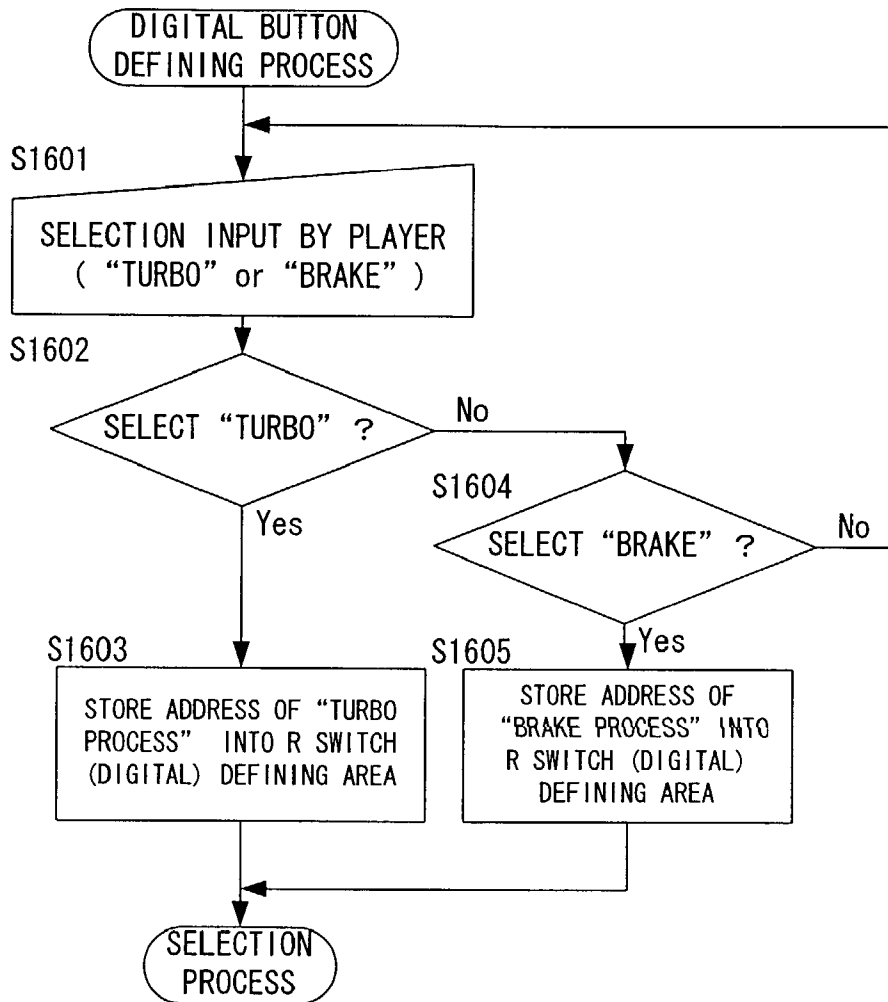 DIGITAL BUTTON
DEFINING PROCESS
S1601
SELECTION INPUT BY PLAYER
( “TURBO” or “BRAKE” )
S1602
SELECT “TURBO” ?
No
Yes
S1604
SELECT “BRAKE” ?
No
Yes
S1603
STORE ADDRESS OF “TURBO
PROCESS” INTO R SWITCH
(DIGITAL) DEFINING AREA
S1605
STORE ADDRESS OF
“BRAKE PROCESS” INTO
R SWITCH (DIGITAL)
DEFINING AREA
SELECTION
PROCESS